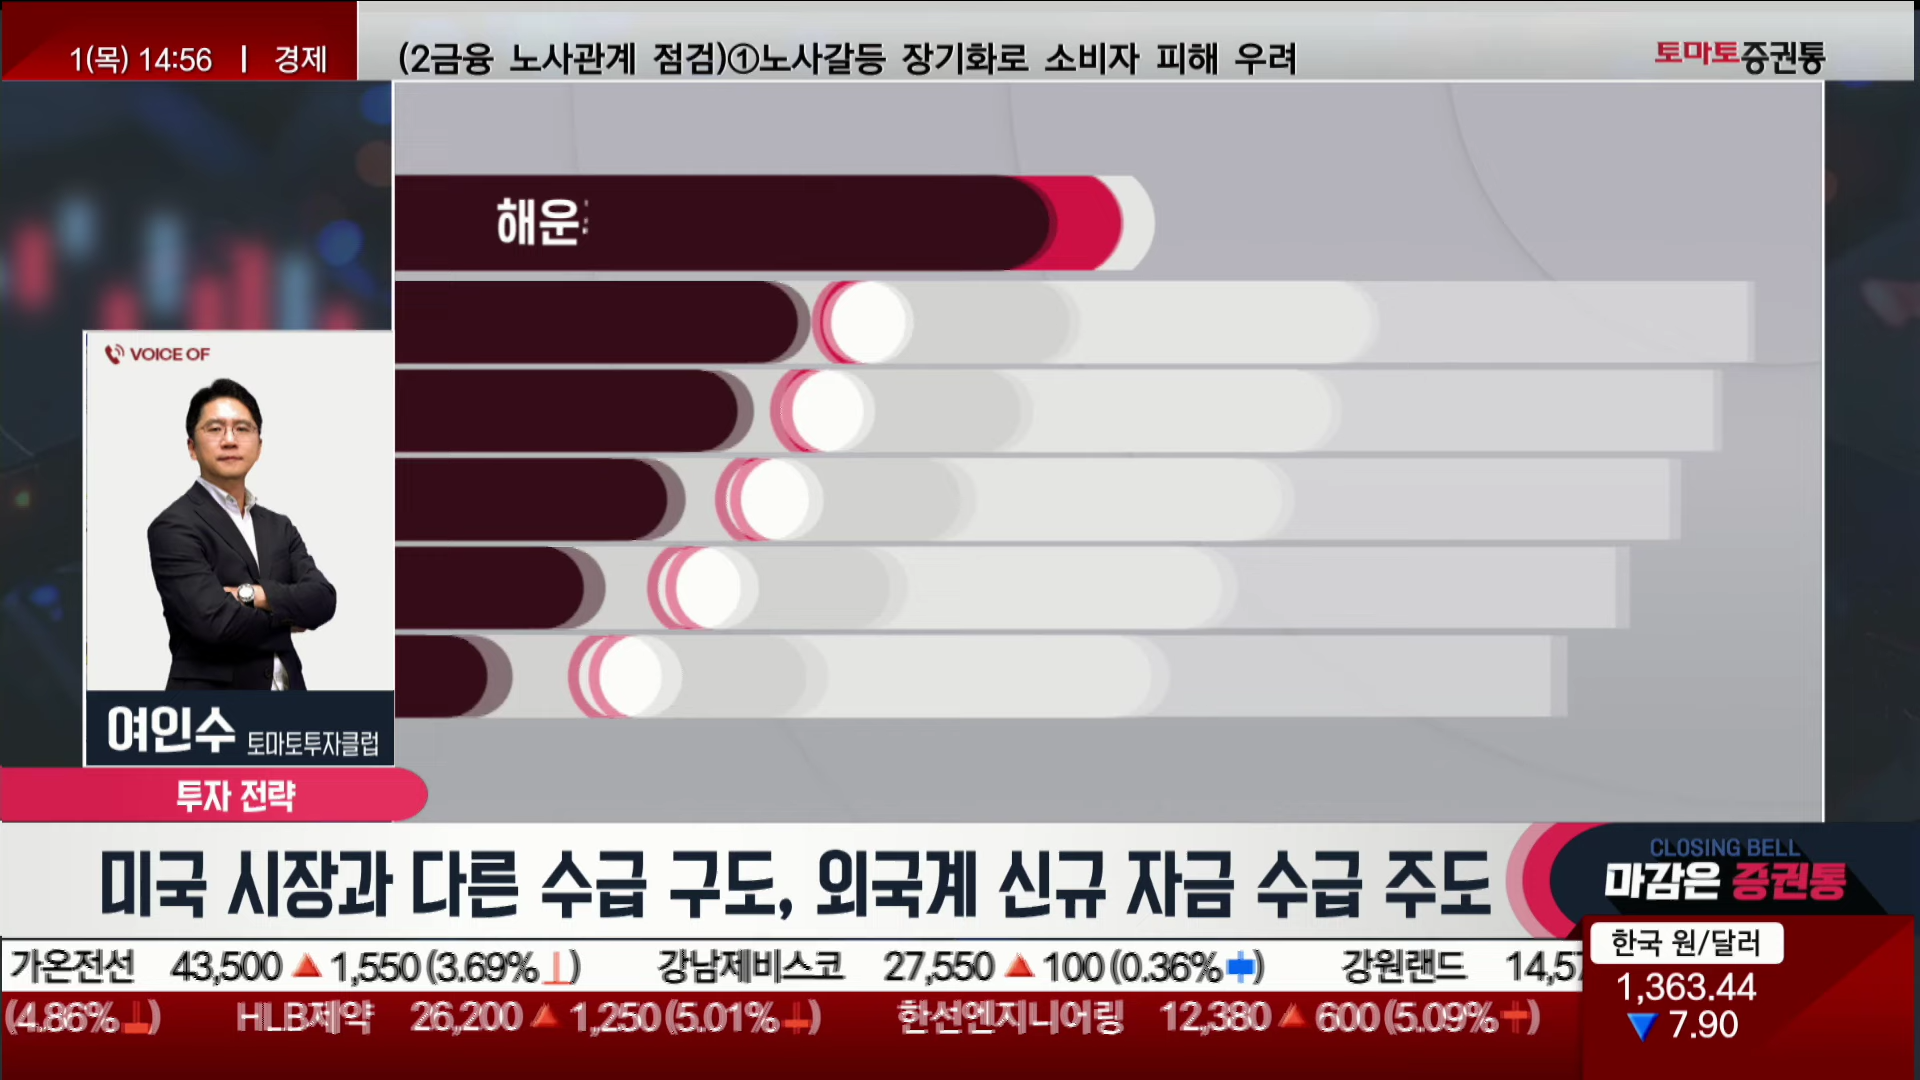 1(목) 14:56 | 경제
(2금융 노사관계 점검)①노사갈등 장기화로 소비자 피해 우려
토마토증권통
해운
VOICE OF
여인수 토마토투자클럽
투자 전략
미국 시장과 다른 수급 구도, 외국계 신규 자금 수급 주도
CLOSING BELL
마감은 증권통
가온전선 43,500 ▲ 1,550 (3.69%) 강남제비스코 27,550 ▲ 100 (0.36%) 강원랜드 14,57
(4.86%) HLB제약 26,200 ▲ 1,250 (5.01%) 한선엔지니어링 12,380 ▲ 600 (5.09%)
한국 원/달러
1,363.44
▼ 7.90